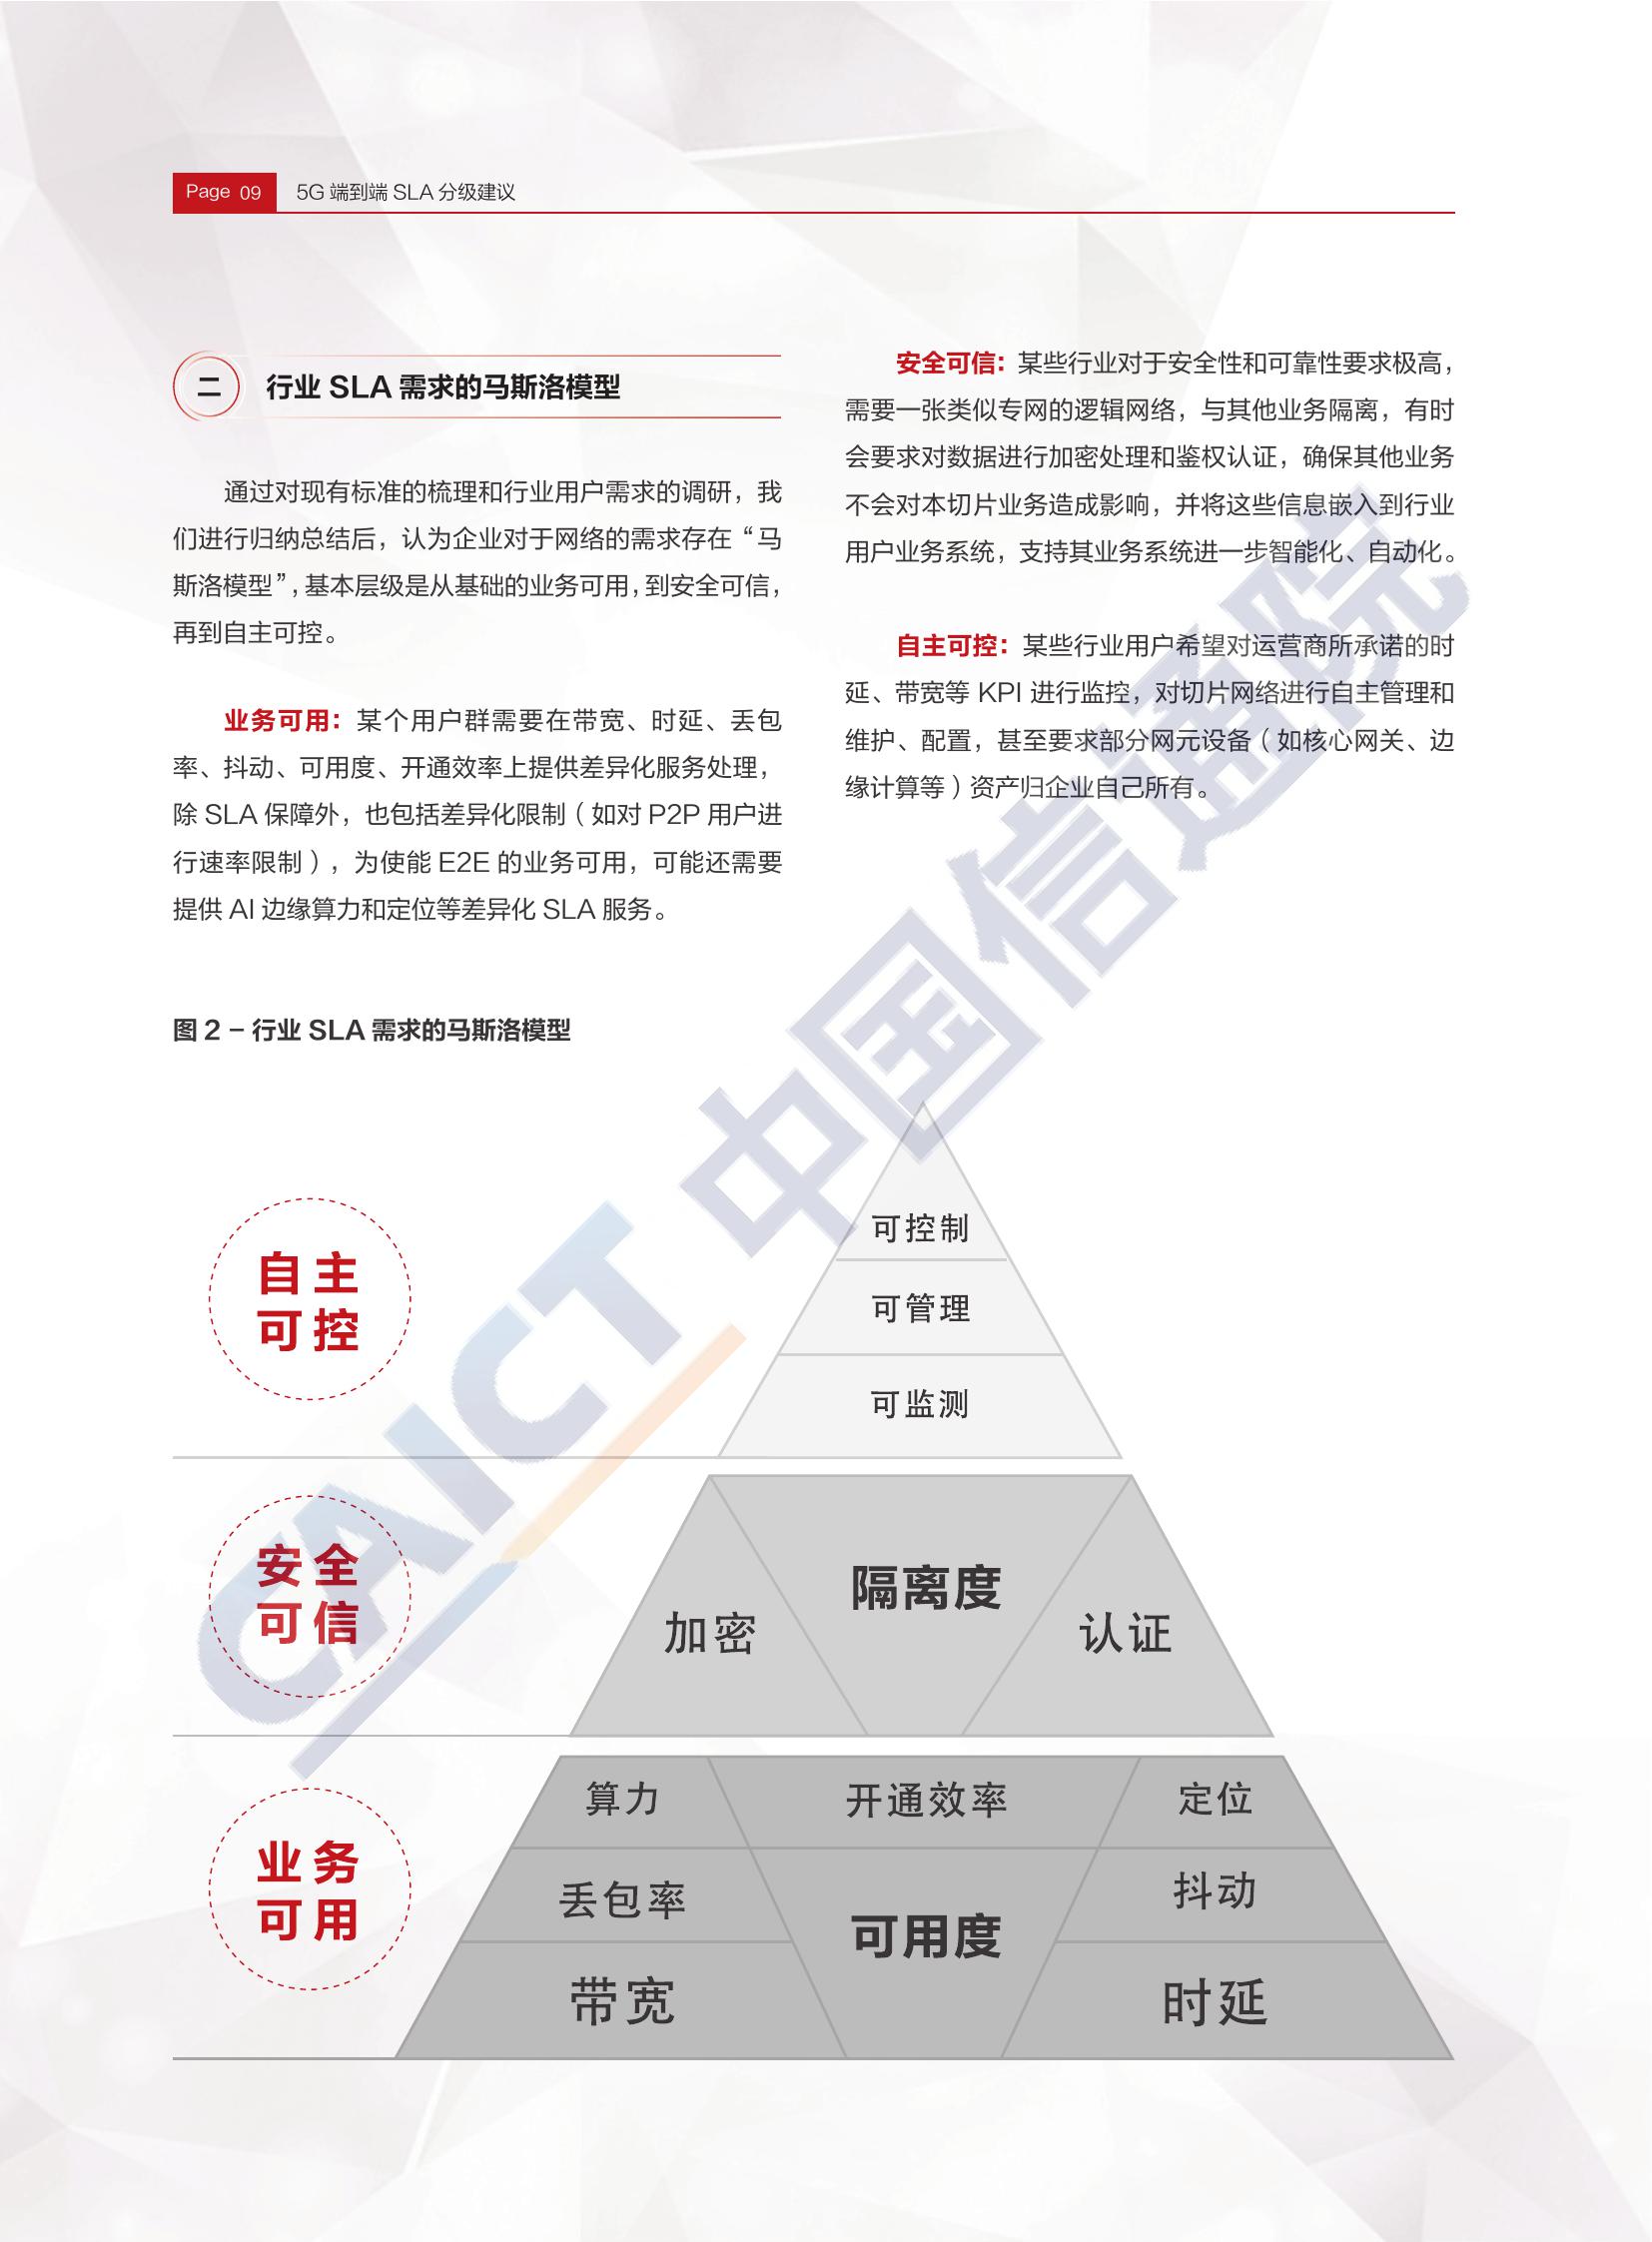 Page 09 5G 端到端 SLA 分级建议
二 行业 SLA 需求的马斯洛模型
通过对现有标准的梳理和行业用户需求的调研，我
们进行归纳总结后，认为企业对于网络的需求存在“马
斯洛模型”，基本层级是从基础的业务可用，到安全可信，
再到自主可控。
业务可用：某个用户群需要在带宽、时延、丢包
率、抖动、可用度、开通效率上提供差异化服务处理，
除 SLA 保障外，也包括差异化限制（如对 P2P 用户进
行速率限制），为使能 E2E 的业务可用，可能还需要
提供 AI 边缘算力和定位等差异化 SLA 服务。
安全可信：某些行业对于安全性和可靠性要求极高，
需要一张类似专网的逻辑网络，与其他业务隔离，有时
会要求对数据进行加密处理和鉴权认证，确保其他业务
不会对本切片业务造成影响，并将这些信息嵌入到行业
用户业务系统，支持其业务系统进一步智能化、自动化。
自主可控：某些行业用户希望对运营商所承诺的时
延、带宽等 KPI 进行监控，对切片网络进行自主管理和
维护、配置，甚至要求部分网元设备（如核心网关、边
缘计算等）资产归企业自己所有。
图 2 – 行业 SLA 需求的马斯洛模型
自主
可控
可控制
可管理
可监测
安全
可信
加密
隔离度
认证
业务
可用
算力
开通效率
定位
丢包率
可用度
抖动
带宽
时延
CAICT 中国信通院